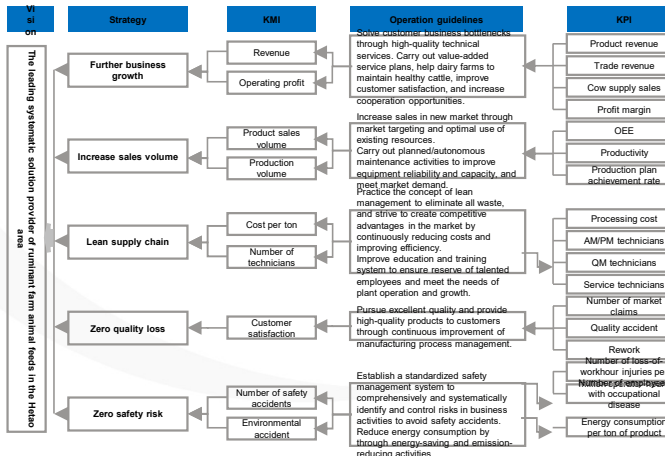 Vi
si
on
Strategy
KMI
Operation guidelines
KPI
The leading systematic solution provider of ruminant farm animal feeds in the Hetao
area
Further business
growth
Revenue
Operating profit
Solve customer business bottlenecks
through high-quality technical
services. Carry out value-added
service plans, help dairy farms to
maintain healthy cattle, improve
customer satisfaction, and increase
cooperation opportunities.
Product revenue
Trade revenue
Cow supply sales
Profit margin
Increase sales volume
Product sales
volume
Production
volume
Increase sales in new market through
market targeting and optimal use of
existing resources.
Carry out planned/autonomous
maintenance activities to improve
equipment reliability and capacity, and
meet market demand.
OEE
Productivity
Production plan
achievement rate
Lean supply chain
Cost per ton
Number of
technicians
Practice the concept of lean
management to eliminate all waste,
and strive to create competitive
advantages in the market by
continuously reducing costs and
improving efficiency.
Improve education and training
system to ensure reserve of talented
employees and meet the needs of
plant operation and growth.
Processing cost
AM/PM technicians
QM technicians
Service technicians
Zero quality loss
Customer
satisfaction
Pursue excellent quality and provide
high-quality products to customers
through continuous improvement of
manufacturing process management.
Number of market
claims
Quality accident
Rework
Zero safety risk
Number of safety
accidents
Environmental
accident
Establish a standardized safety
management system to
comprehensively and systematically
identify and control risks in business
activities to avoid safety accidents.
Reduce energy consumption by
through energy-saving and emission-
reducing activities
Number of loss-of-
workhour injuries per
Number of employees
with occupational
disease
Energy consumption
per ton of product